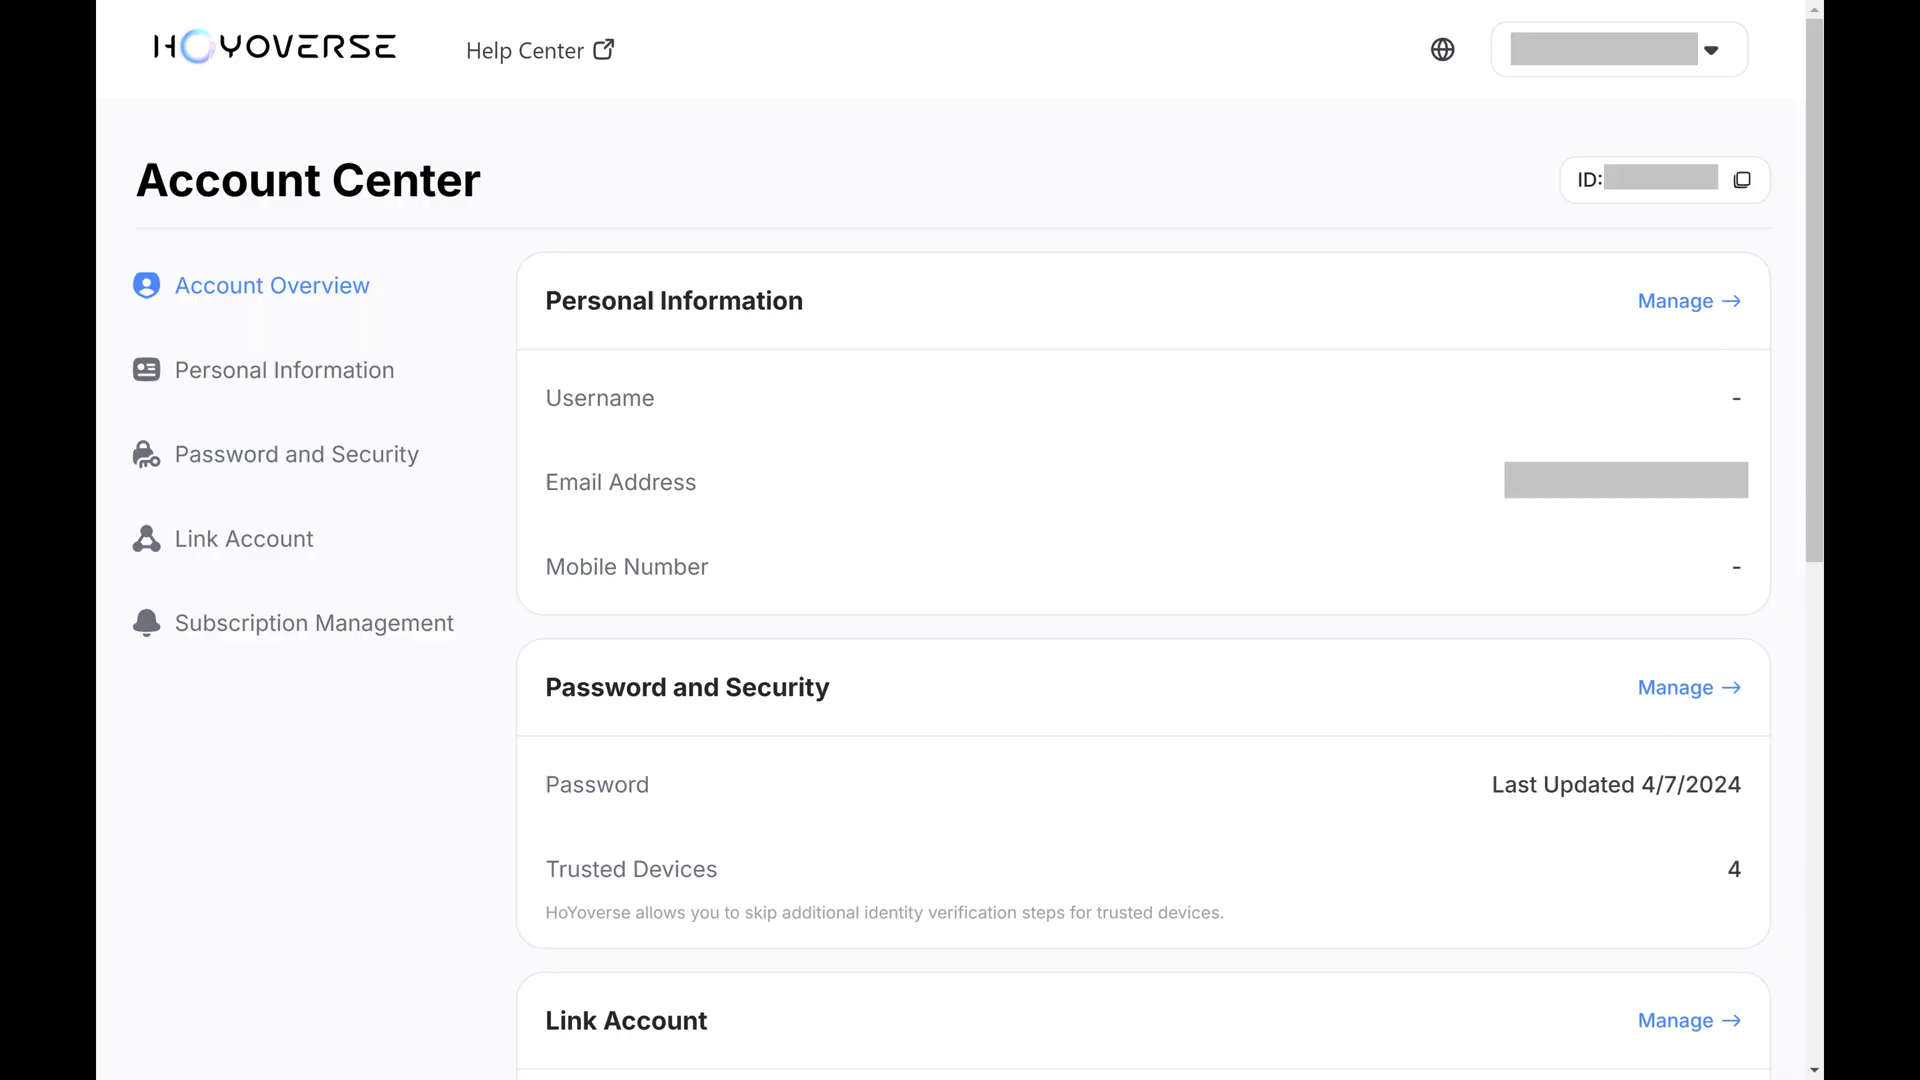 HOYOVERSE
Help Center
Account Center
ID:
Account Overview
Personal Information
Password and Security
Link Account
Subscription Management
Personal Information
Manage →
Username
-
Email Address
Mobile Number
-
Password and Security
Manage →
Password
Last Updated 4/7/2024
Trusted Devices
4
HoYoverse allows you to skip additional identity verification steps for trusted devices.
Link Account
Manage →